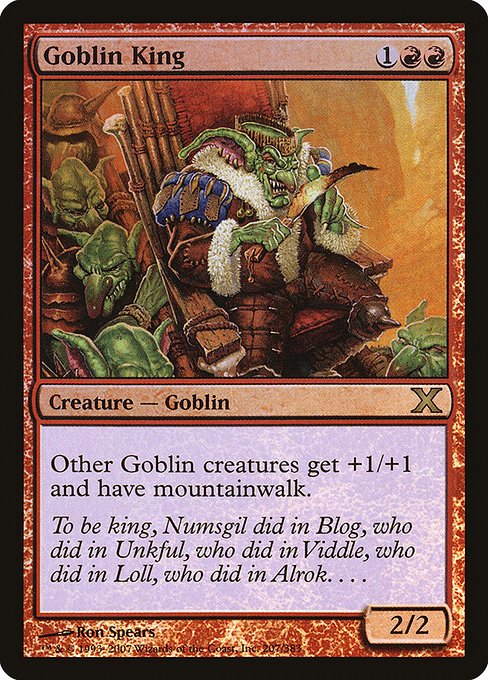 Goblin King 1
Creature — Goblin
X
Other Goblin creatures get +1/+1
and have mountainwalk.
To be king, Numsgil did in Blog, who
did in Unkful, who did in Viddle, who
did in Loll, who did in Alrok. . . .
Ron Spears
2/2
™ & © 1993–2007 Wizards of the Coast, Inc. 207/383